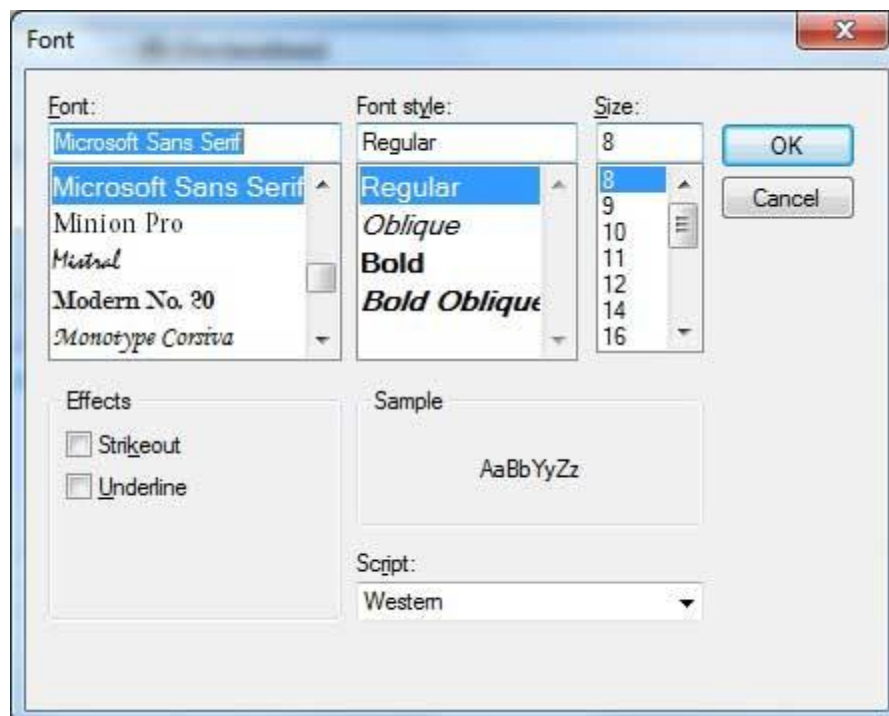 Font
Font:
Microsoft Sans Serif
Microsoft Sans Serif
Minion Pro
Mistral
Modern No. 20
Monotype Corsiva
Font style:
Regular
Regular
Oblique
Bold
Bold Oblique
Size:
8
8
9
10
11
12
14
16
OK
Cancel
Effects
Strikeout
Underline
Sample
AaBbYyZz
Script:
Western